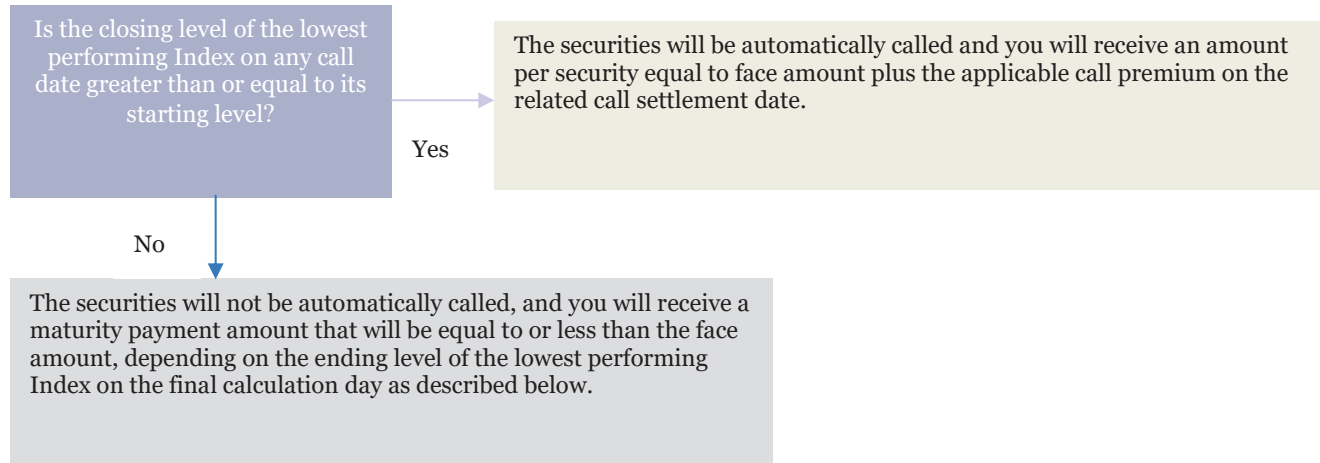 Is the closing level of the lowest
performing Index on any call
date greater than or equal to its
starting level?
The securities will be automatically called and you will receive an amount
per security equal to face amount plus the applicable call premium on the
related call settlement date.
Yes
No
The securities will not be automatically called, and you will receive a
maturity payment amount that will be equal to or less than the face
amount, depending on the ending level of the lowest performing
Index on the final calculation day as described below.